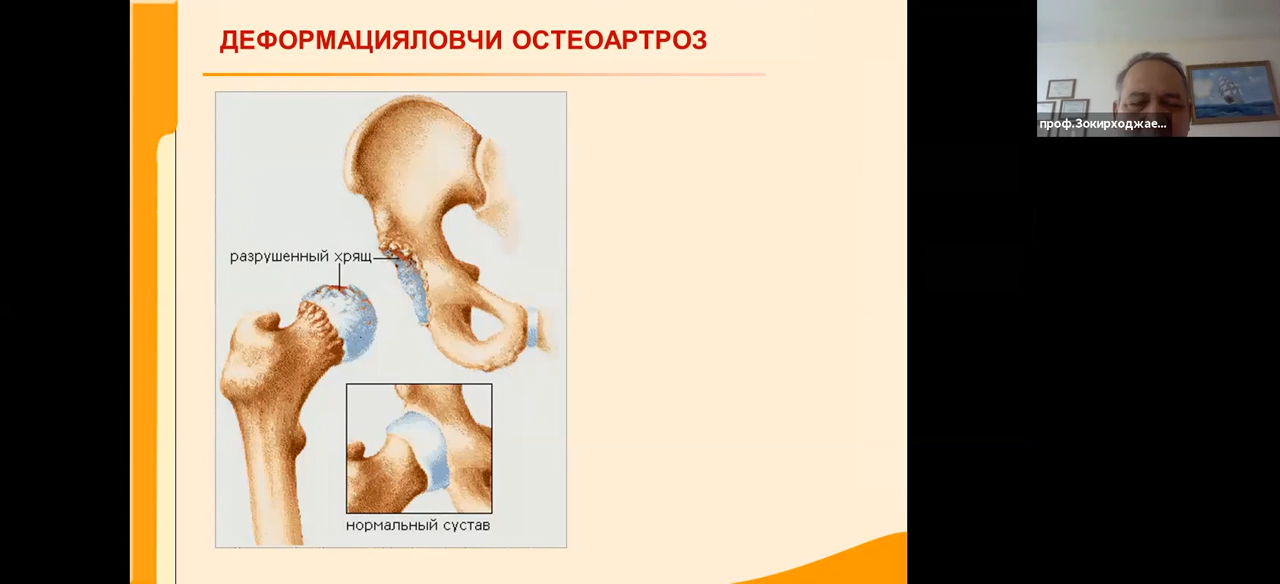 ДЕФОРМАЦИЯЛОВЧИ ОСТЕОАРТРОЗ
разрушенный хрящ
нормальный сустав
проф.Зокирходжае...